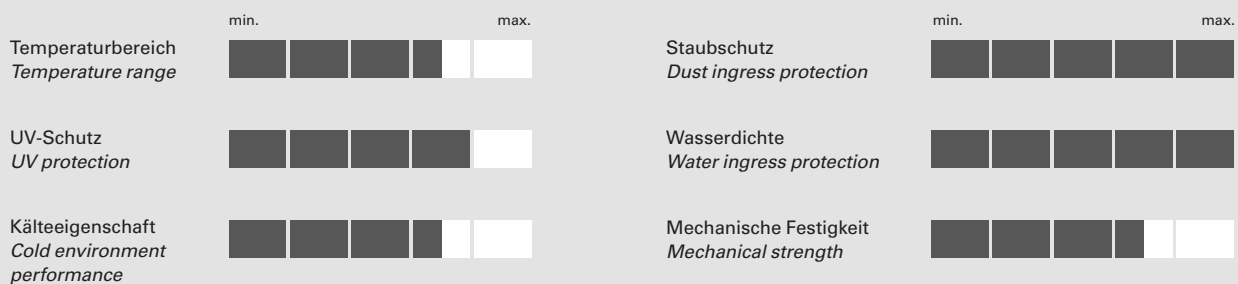 min.
max.
Temperaturbereich
Temperature range
UV-Schutz
UV protection
Kälteeigenschaft
Cold environment
performance
min.
max.
Staubschutz
Dust ingress protection
Wasserdichte
Water ingress protection
Mechanische Festigkeit
Mechanical strength